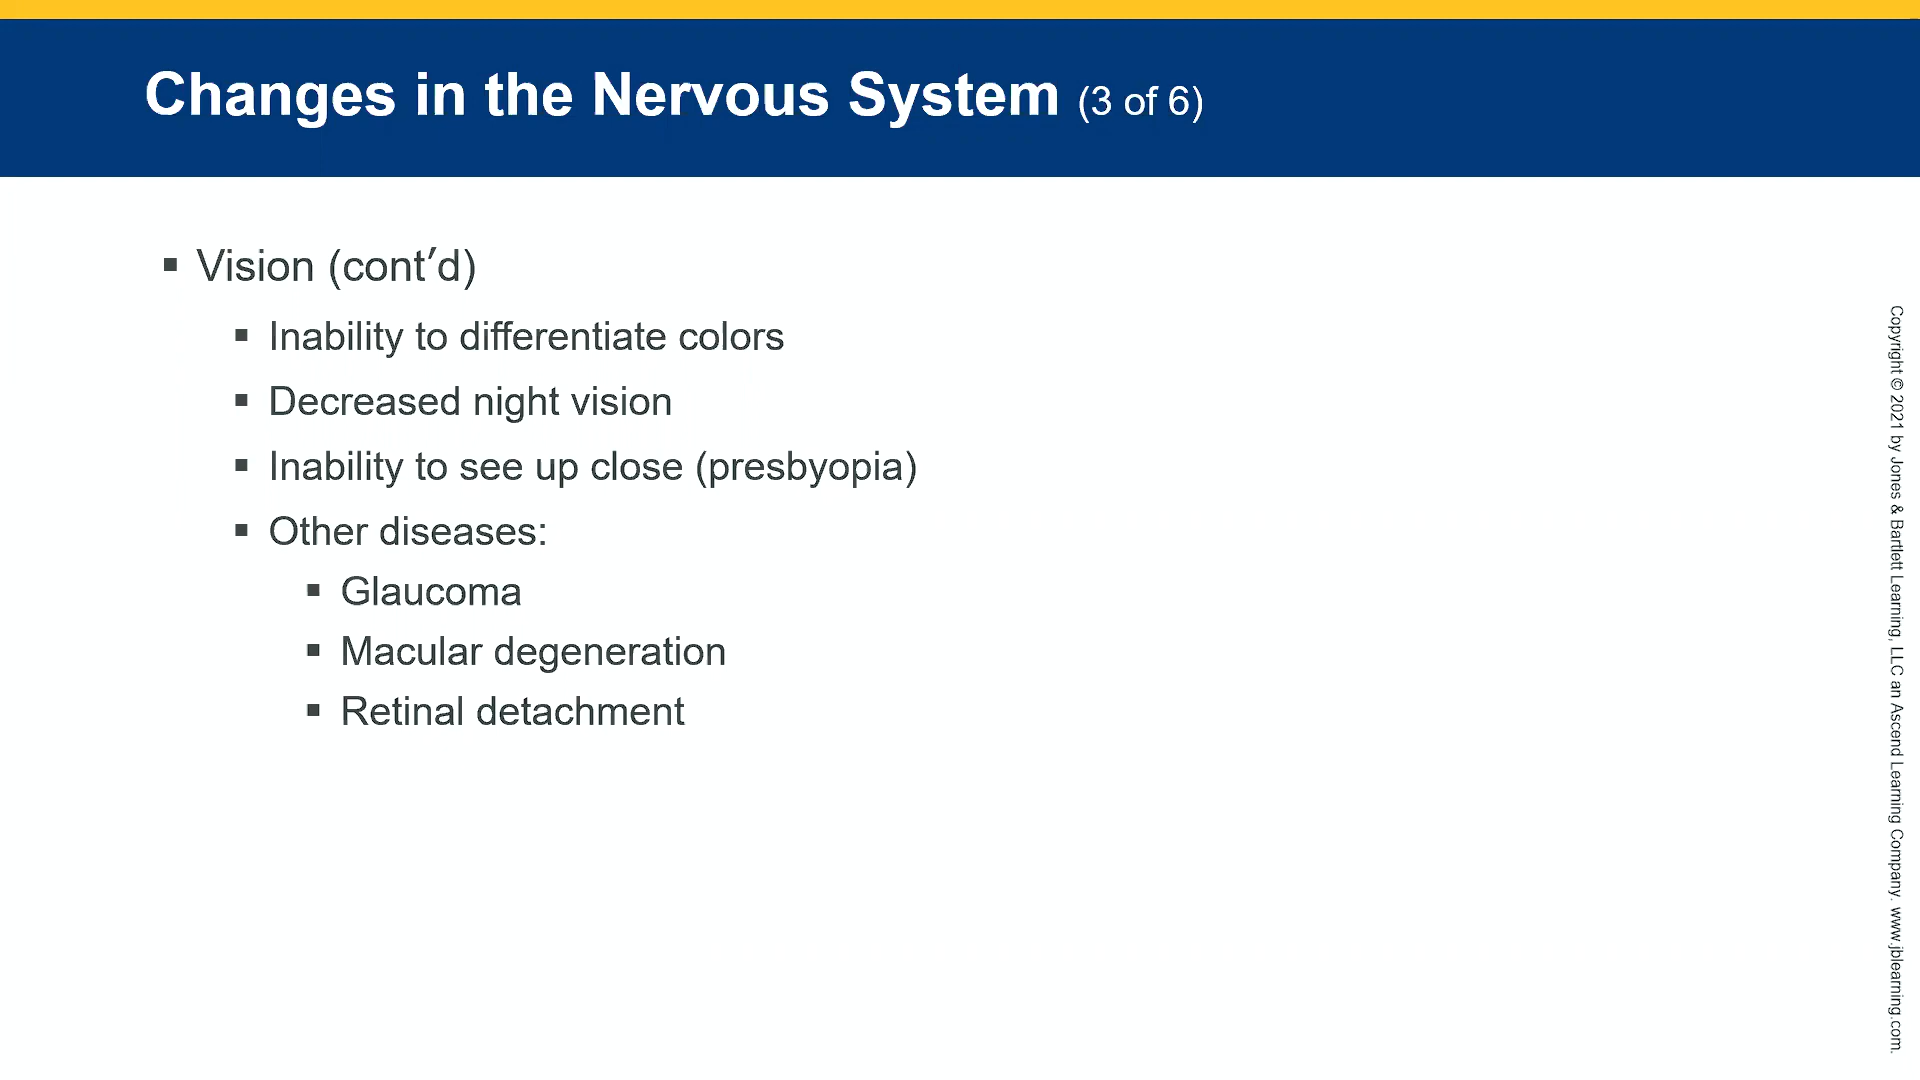 Changes in the Nervous System (3 of 6)
▪ Vision (cont′d)
▪ Inability to differentiate colors
▪ Decreased night vision
▪ Inability to see up close (presbyopia)
▪ Other diseases:
▪ Glaucoma
▪ Macular degeneration
▪ Retinal detachment
Copyright © 2021 by Jones & Bartlett Learning, LLC an Ascend Learning Company. www.jblearning.com.